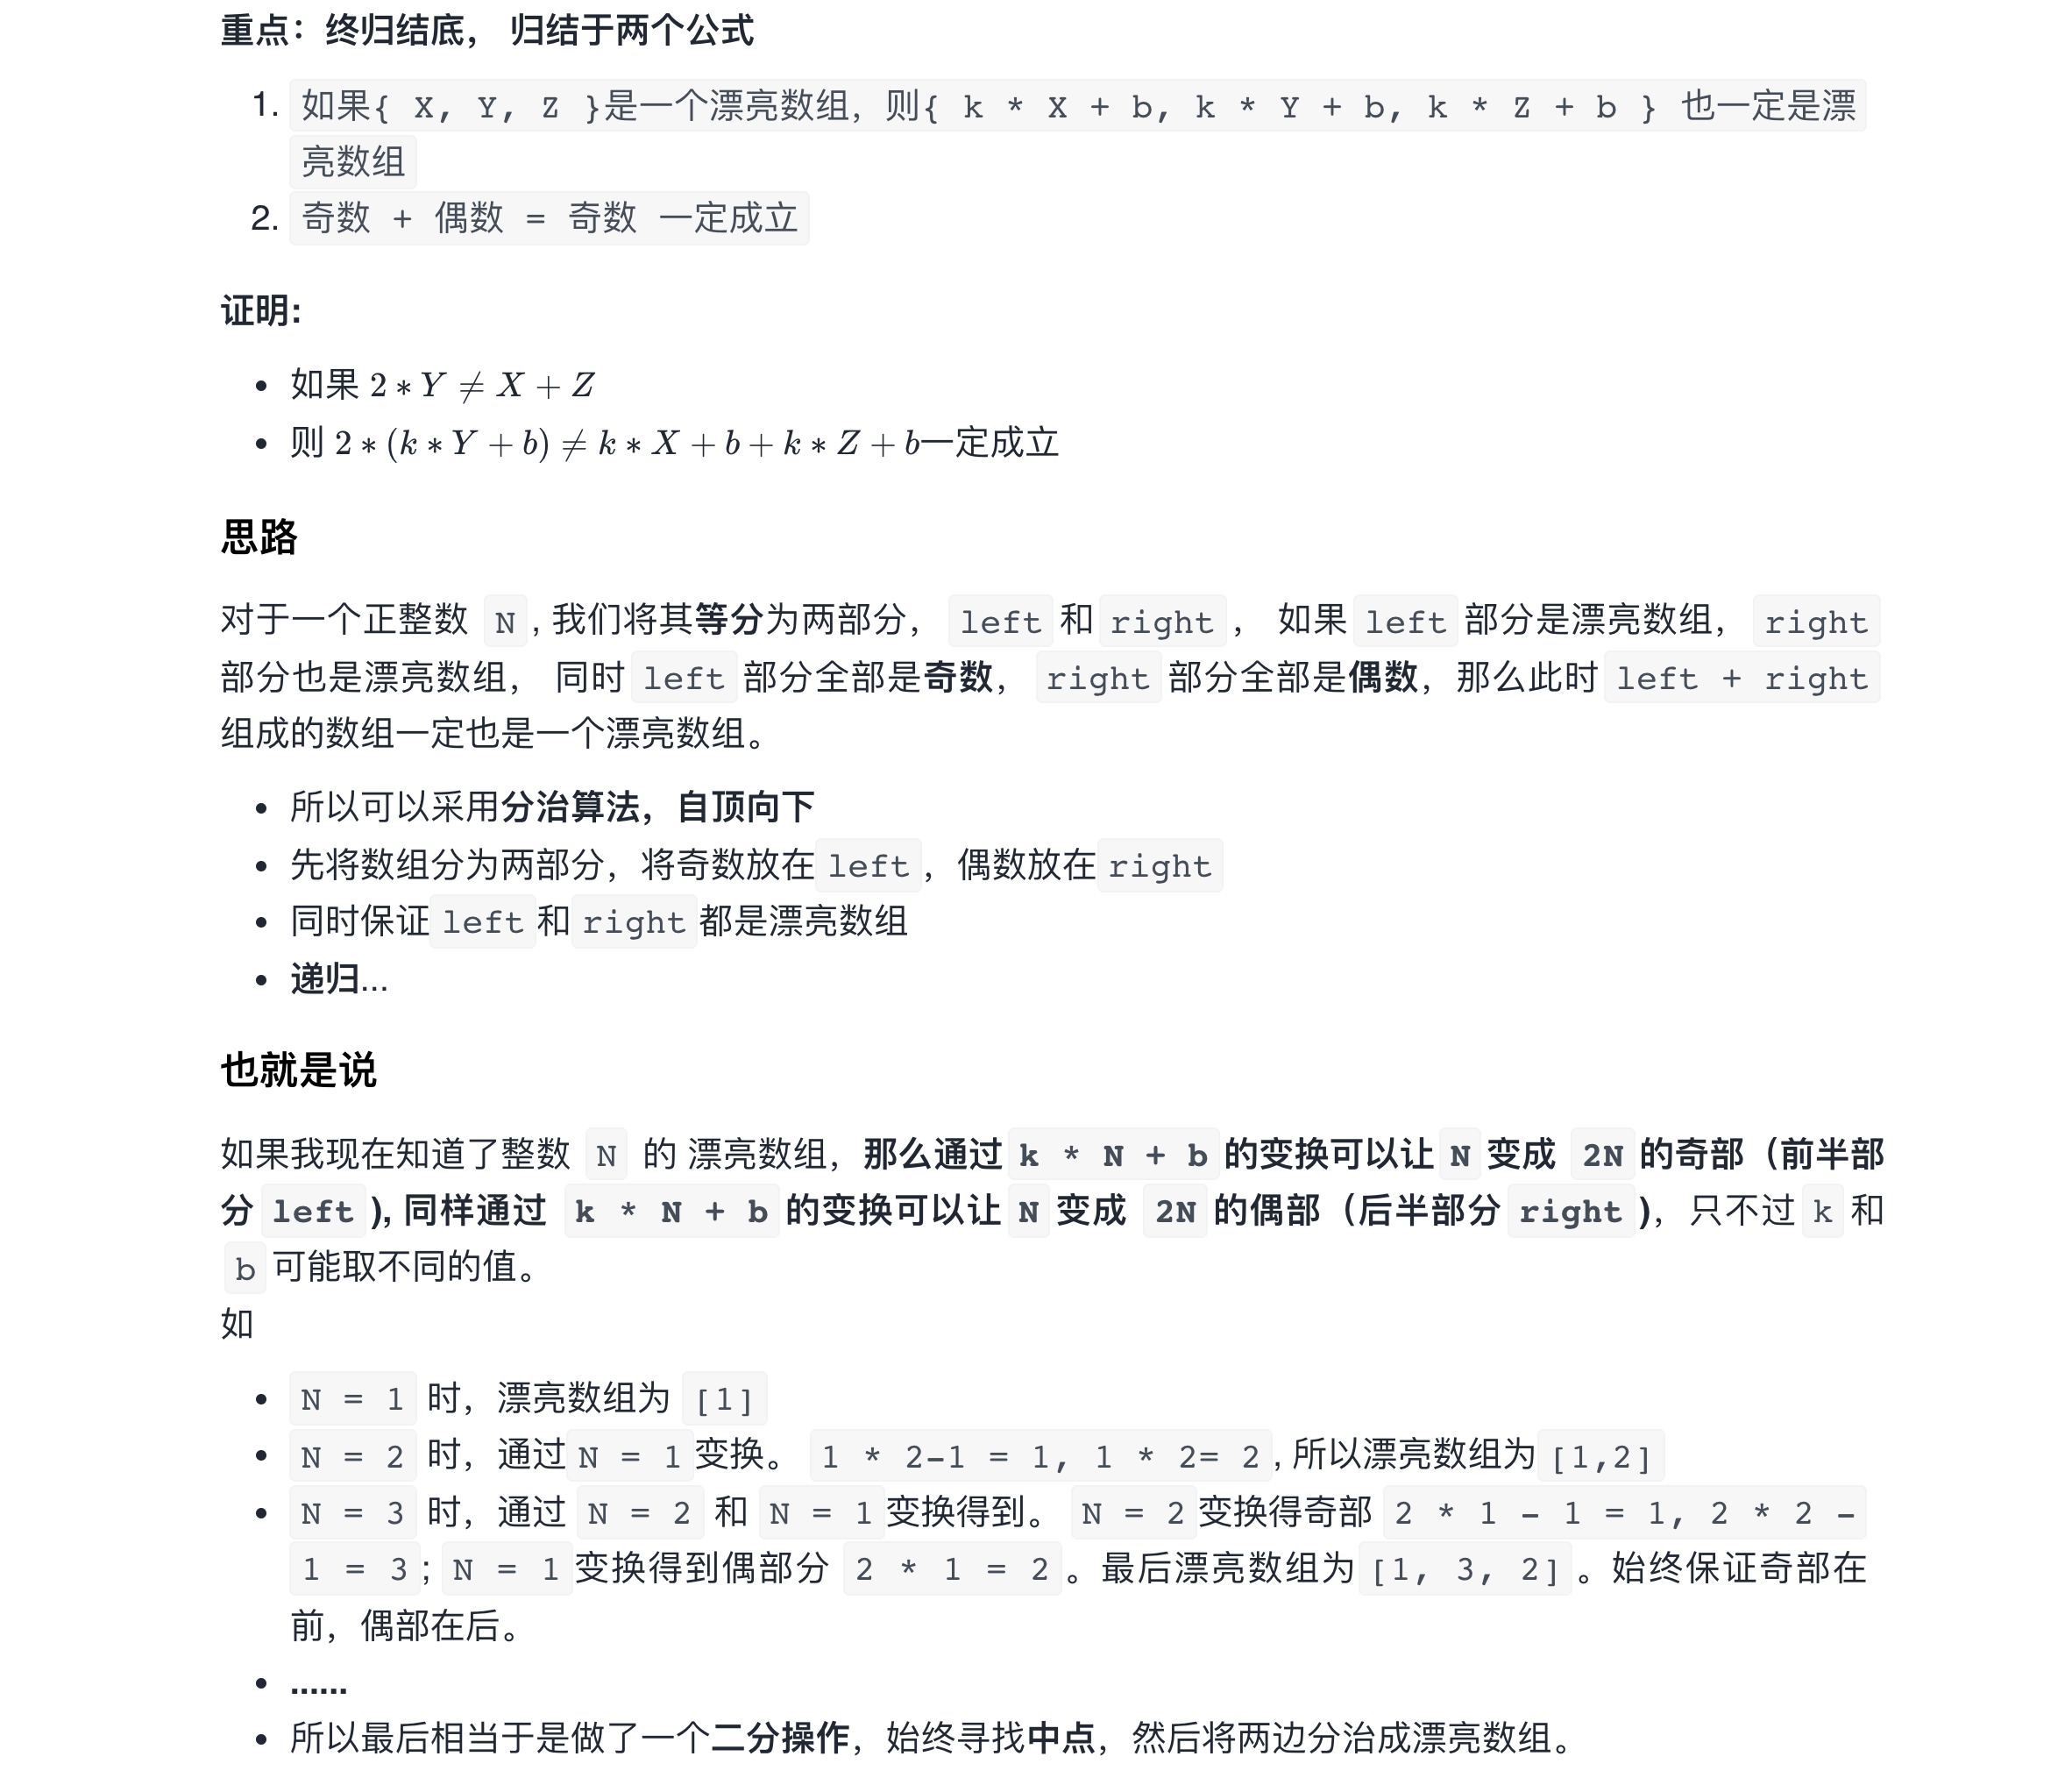 重点：终归结底， 归结于两个公式
1. 如果{ X, Y, Z }是一个漂亮数组，则{ k * X + b, k * Y + b, k * Z + b } 也一定是漂
亮数组
2. 奇数 + 偶数 = 奇数 一定成立
证明:
• 如果 2 ∗ Y ≠ X + Z
• 则 2 ∗ (k ∗ Y + b) ≠ k ∗ X + b + k ∗ Z + b一定成立
思路
对于一个正整数 N , 我们将其等分为两部分， left 和 right ， 如果 left 部分是漂亮数组， right
部分也是漂亮数组， 同时 left 部分全部是奇数， right 部分全部是偶数，那么此时 left + right
组成的数组一定也是一个漂亮数组。
• 所以可以采用分治算法，自顶向下
• 先将数组分为两部分，将奇数放在 left ，偶数放在 right
• 同时保证 left 和 right 都是漂亮数组
• 递归...
也就是说
如果我现在知道了整数 N 的 漂亮数组，那么通过 k * N + b 的变换可以让 N 变成 2N 的奇部（前半部
分 left ), 同样通过 k * N + b 的变换可以让 N 变成 2N 的偶部（后半部分 right )，只不过 k 和
b 可能取不同的值。
如
• N = 1 时，漂亮数组为 [1]
• N = 2 时，通过 N = 1 变换。 1 * 2-1 = 1, 1 * 2= 2 , 所以漂亮数组为 [1,2]
• N = 3 时，通过 N = 2 和 N = 1 变换得到。 N = 2 变换得奇部 2 * 1 - 1 = 1, 2 * 2 -
1 = 3 ; N = 1 变换得到偶部分 2 * 1 = 2 。最后漂亮数组为 [1, 3, 2] 。始终保证奇部在
前，偶部在后。
• ......
• 所以最后相当于是做了一个二分操作，始终寻找中点，然后将两边分治成漂亮数组。